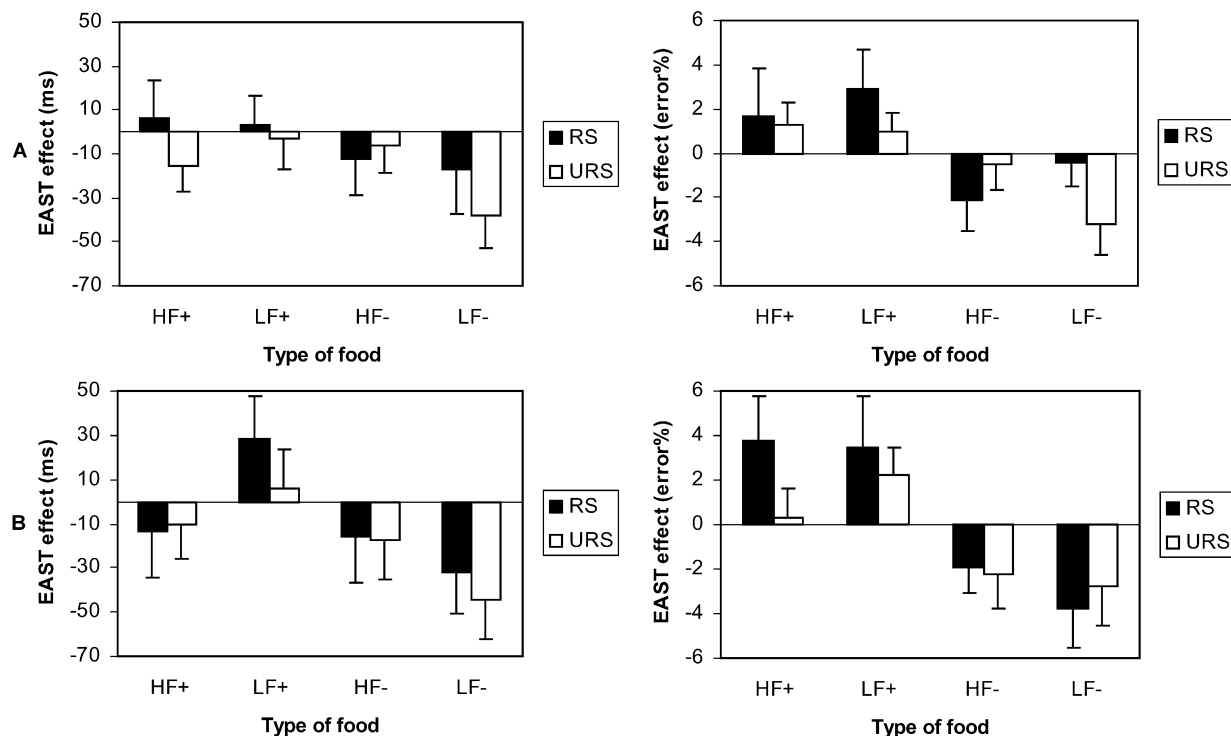 A
EAST effect (ms)
50
30
10
-10
-30
-50
-70
HF+ LF+ HF- LF-
Type of food
RS
URS
EAST effect (error%)
6
4
2
0
-2
-4
-6
HF+ LF+ HF- LF-
Type of food
RS
URS
B
EAST effect (ms)
50
30
10
-10
-30
-50
-70
HF+ LF+ HF- LF-
Type of food
RS
URS
EAST effect (error%)
6
4
2
0
-2
-4
-6
HF+ LF+ HF- LF-
Type of food
RS
URS